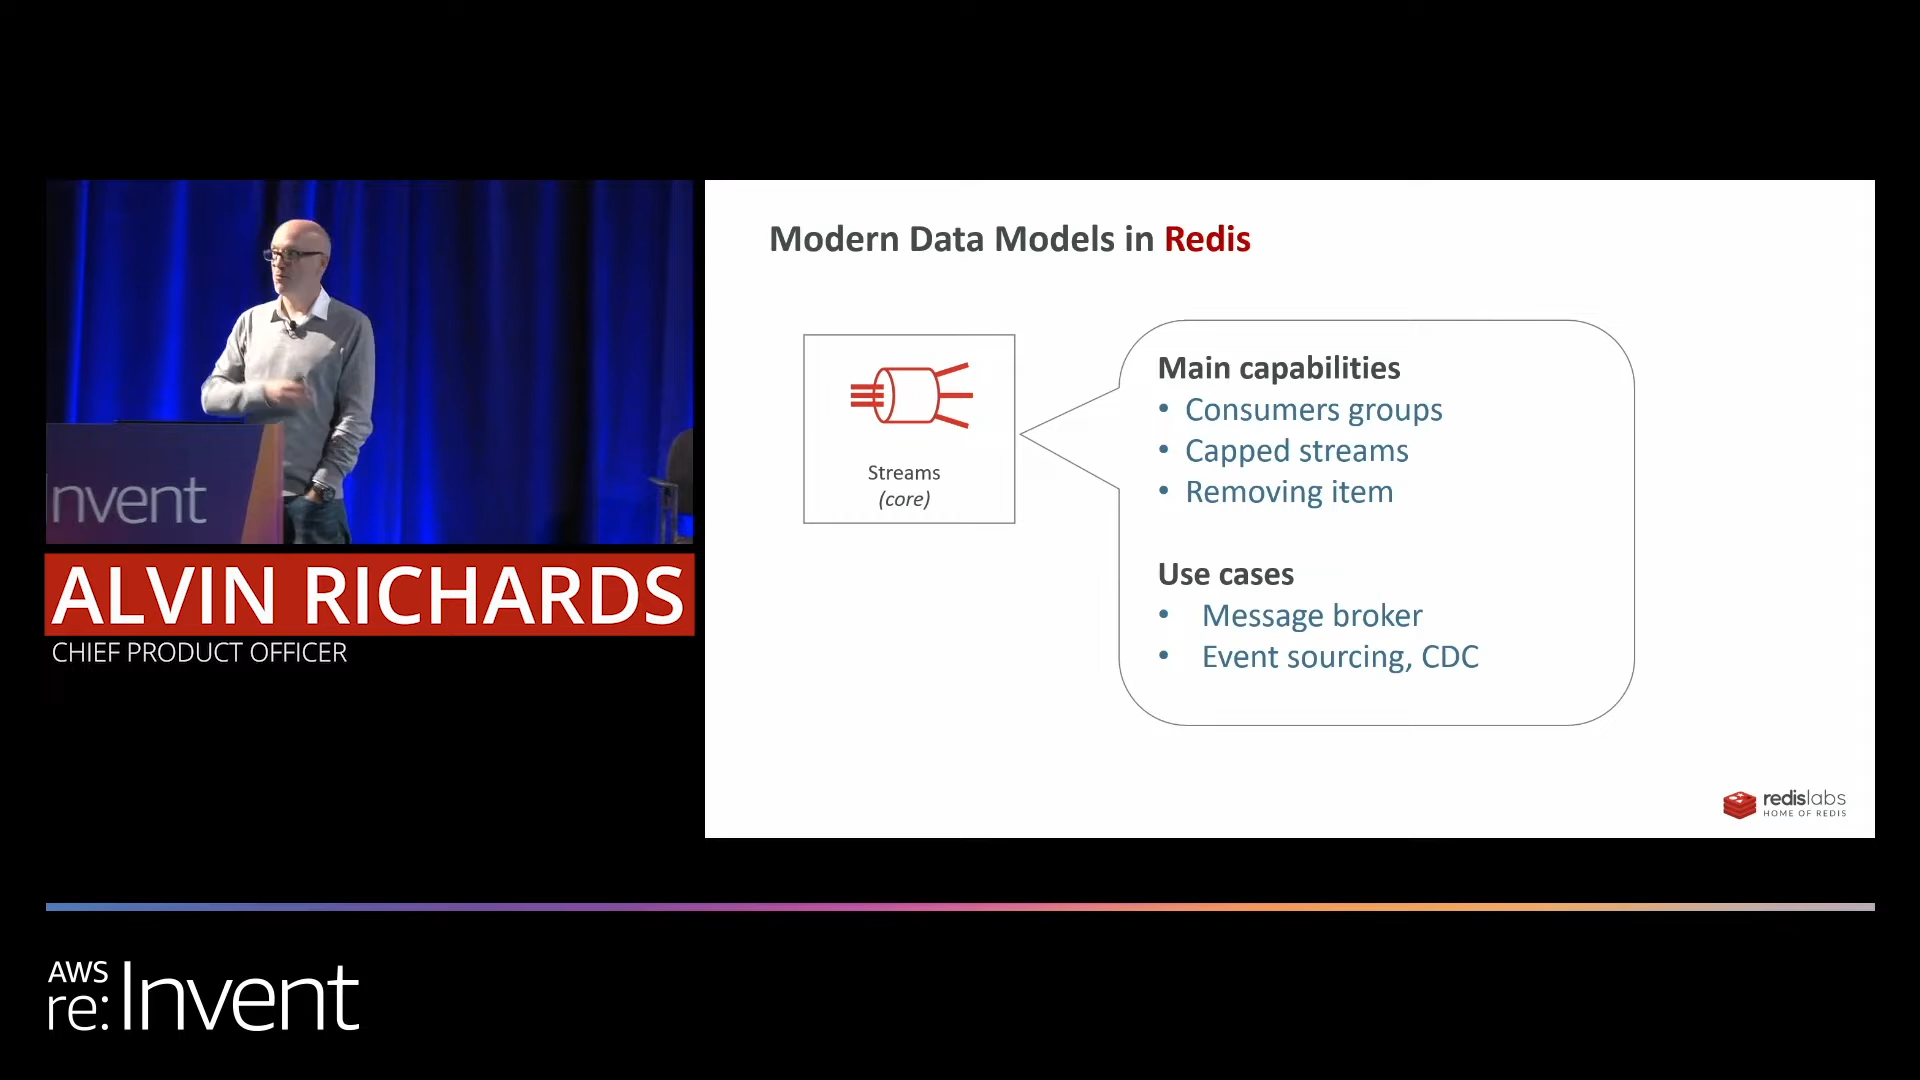 Modern Data Models in Redis
Streams
(core)
Main capabilities
• Consumers groups
• Capped streams
• Removing item
Use cases
• Message broker
• Event sourcing, CDC
redislabs
HOME OF REDIS
nvent
ALVIN RICHARDS
CHIEF PRODUCT OFFICER
AWS
re:Invent